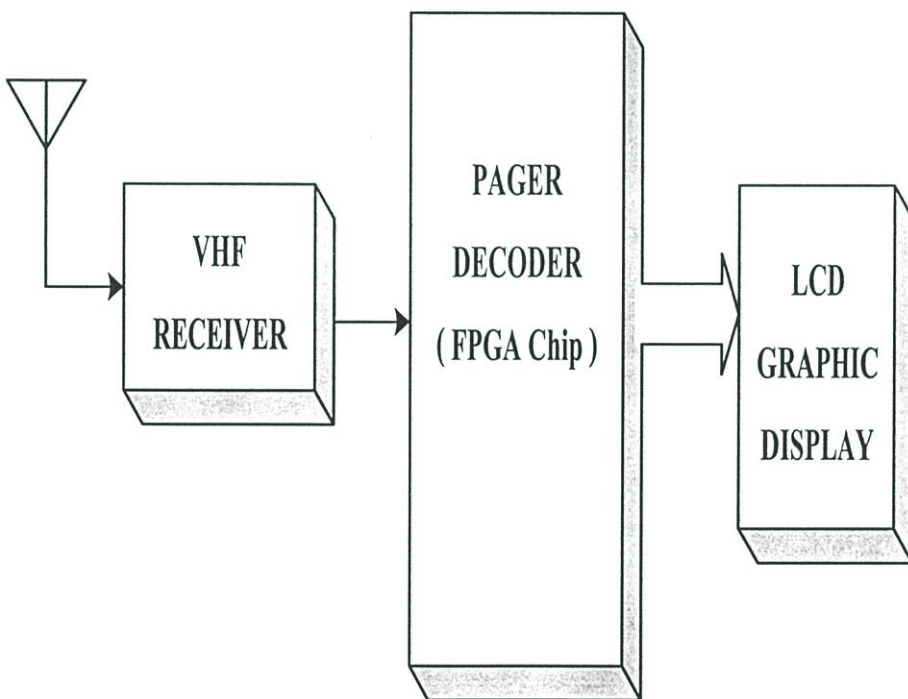 VHF
RECEIVER
PAGER
DECODER
( FPGA Chip )
LCD
GRAPHIC
DISPLAY